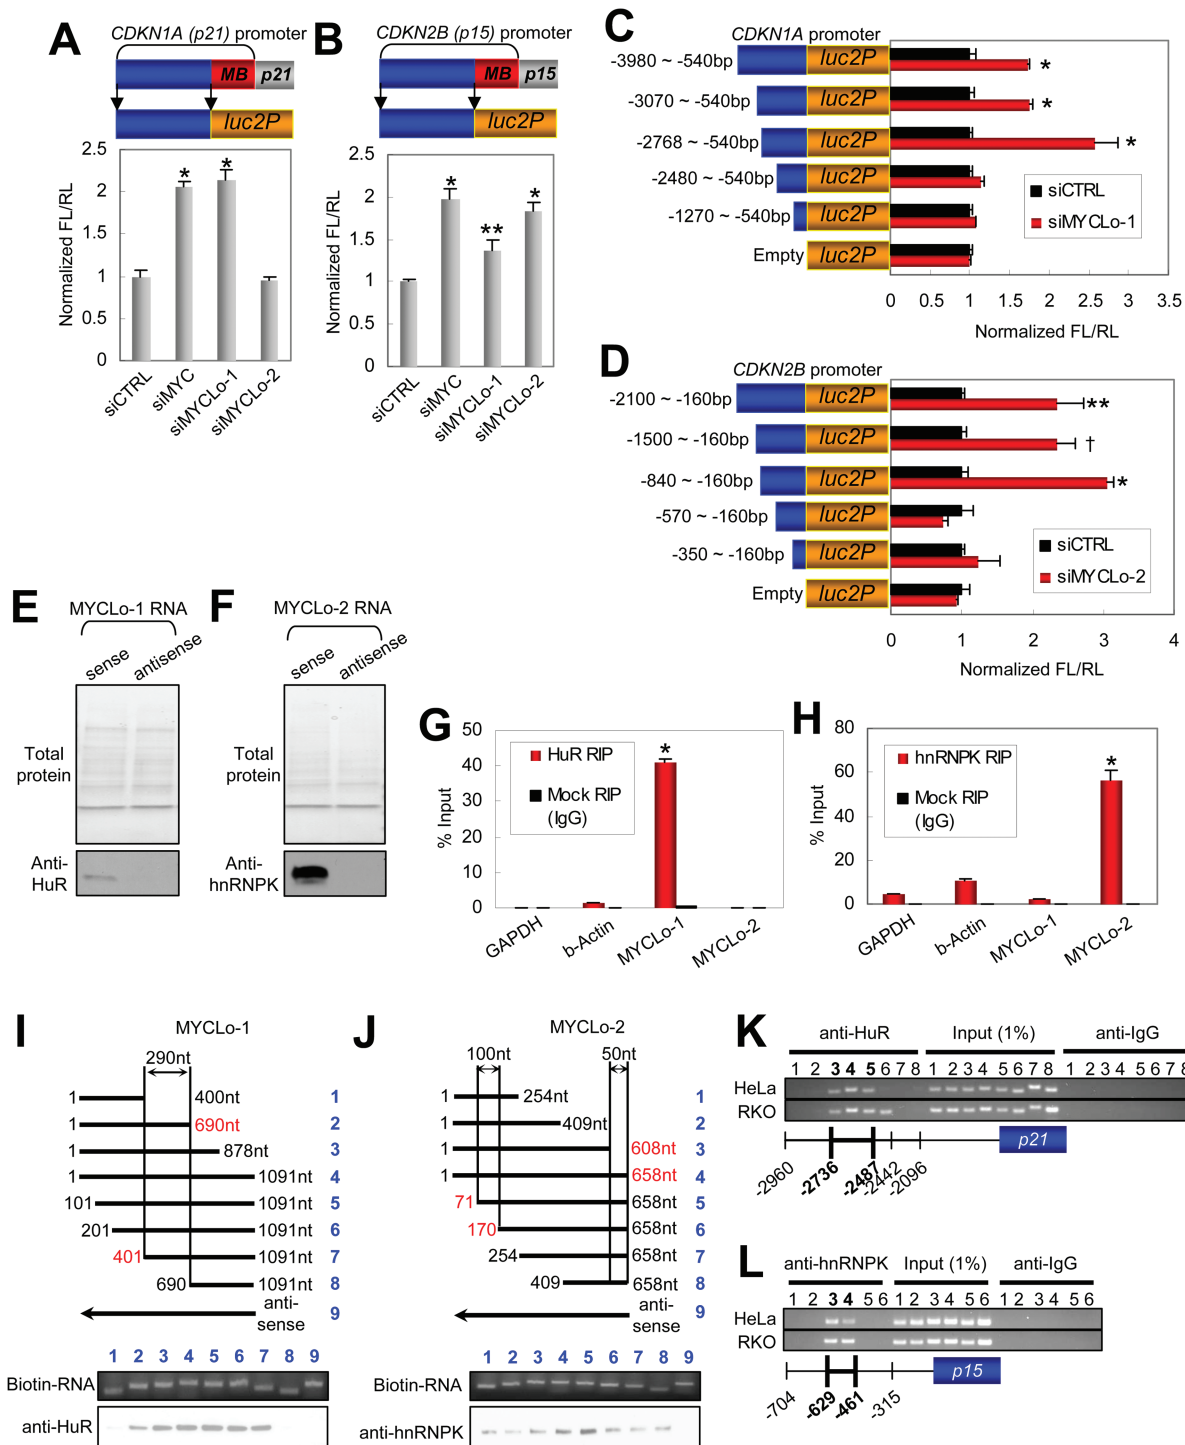 A
CDKN1A (p21) promoter
MB p21
luc2P
Normalized FL/RL
2.5
2
1.5
1
0.5
0
* *
siCTRL
siMYC
siMYCLo-1
siMYCLo-2
B
CDKN2B (p15) promoter
MB p15
luc2P
Normalized FL/RL
2.5
2
1.5
1
0.5
0
* ** *
siCTRL
siMYC
siMYCLo-1
siMYCLo-2
C
CDKN1A promoter
-3980 ~ -540bp luc2P *
-3070 ~ -540bp luc2P *
-2768 ~ -540bp luc2P *
-2480 ~ -540bp luc2P
-1270 ~ -540bp luc2P
Empty luc2P
siCTRL
siMYCLo-1
0 0.5 1 1.5 2 2.5 3 3.5
Normalized FL/RL
D
CDKN2B promoter
-2100 ~ -160bp luc2P **
-1500 ~ -160bp luc2P †
-840 ~ -160bp luc2P *
-570 ~ -160bp luc2P
-350 ~ -160bp luc2P
Empty luc2P
siCTRL
siMYCLo-2
0 1 2 3 4
Normalized FL/RL
E
MYCLo-1 RNA
sense antisense
Total
protein
Anti-
HuR
F
MYCLo-2 RNA
sense antisense
Total
protein
Anti-
hnRNPK
G
% Input
50
40
30
20
10
0
HuR RIP
Mock RIP
(IgG)
*
GAPDH
b-Actin
MYCLo-1
MYCLo-2
H
% Input
80
60
40
20
0
hnRNPK RIP
Mock RIP
(IgG)
*
GAPDH
b-Actin
MYCLo-1
MYCLo-2
I
MYCLo-1
290nt
1 400nt 1
1 690nt 2
1 878nt 3
1 1091nt 4
101 1091nt 5
201 1091nt 6
401 1091nt 7
690 1091nt 8
anti-
sense 9
1 2 3 4 5 6 7 8 9
Biotin-RNA
anti-HuR
J
MYCLo-2
100nt 50nt
1 254nt 1
1 409nt 2
1 608nt 3
1 658nt 4
71 658nt 5
170 658nt 6
254 658nt 7
409 658nt 8
anti-
sense 9
1 2 3 4 5 6 7 8 9
Biotin-RNA
anti-hnRNPK
K
anti-HuR Input (1%) anti-IgG
1 2 3 4 5 6 7 8 1 2 3 4 5 6 7 8 1 2 3 4 5 6 7 8
HeLa
RKO
p21
-2960
-2736
-2487
-2442
-2096
L
anti-hnRNPK Input (1%) anti-IgG
1 2 3 4 5 6 1 2 3 4 5 6 1 2 3 4 5 6
HeLa
RKO
p15
-704
-629
-461
-315